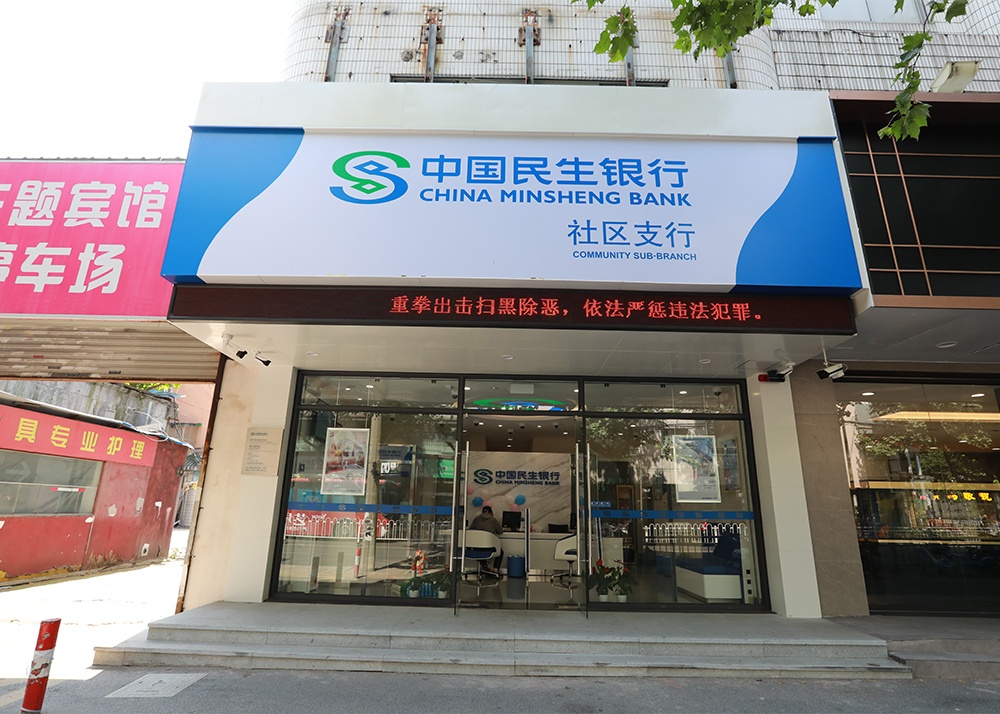 中国民生银行
CHINA MINSHENG BANK
社区支行
COMMUNITY SUB-BRANCH
主题宾馆
停车场
重拳出击扫黑除恶，依法严惩违法犯罪。
具专业护理
中国民生银行
CHINA MINSHENG BANK